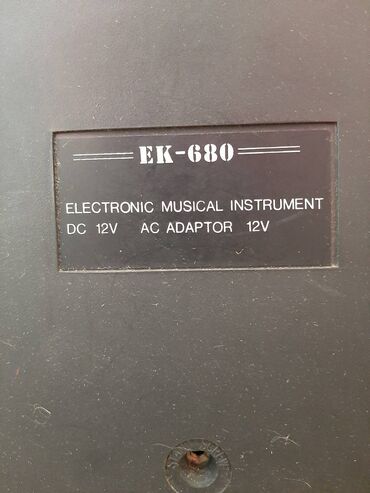 EK-680
ELECTRONIC MUSICAL INSTRUMENT
DC 12V AC ADAPTOR 12V